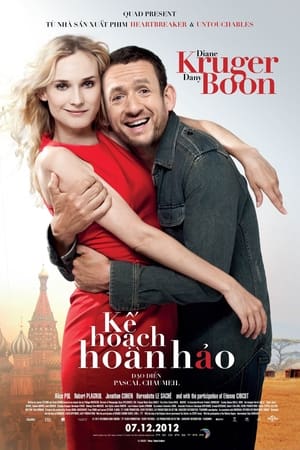 QUAD PRESENT
TỪ NHÀ SẢN XUẤT PHIM HEARTBREAKER & UNTOUCHABLES
Diane
Kruger
Dany
Boon
Kế
hoạch
hoàn hảo
ĐẠO DIỄN
PASCAL CHAUMEIL
Alice POL Robert PLAGNOL Jonathan COHEN Bernadette LE SACHÉ and with the participation of Etienne CHICOT
07.12.2012